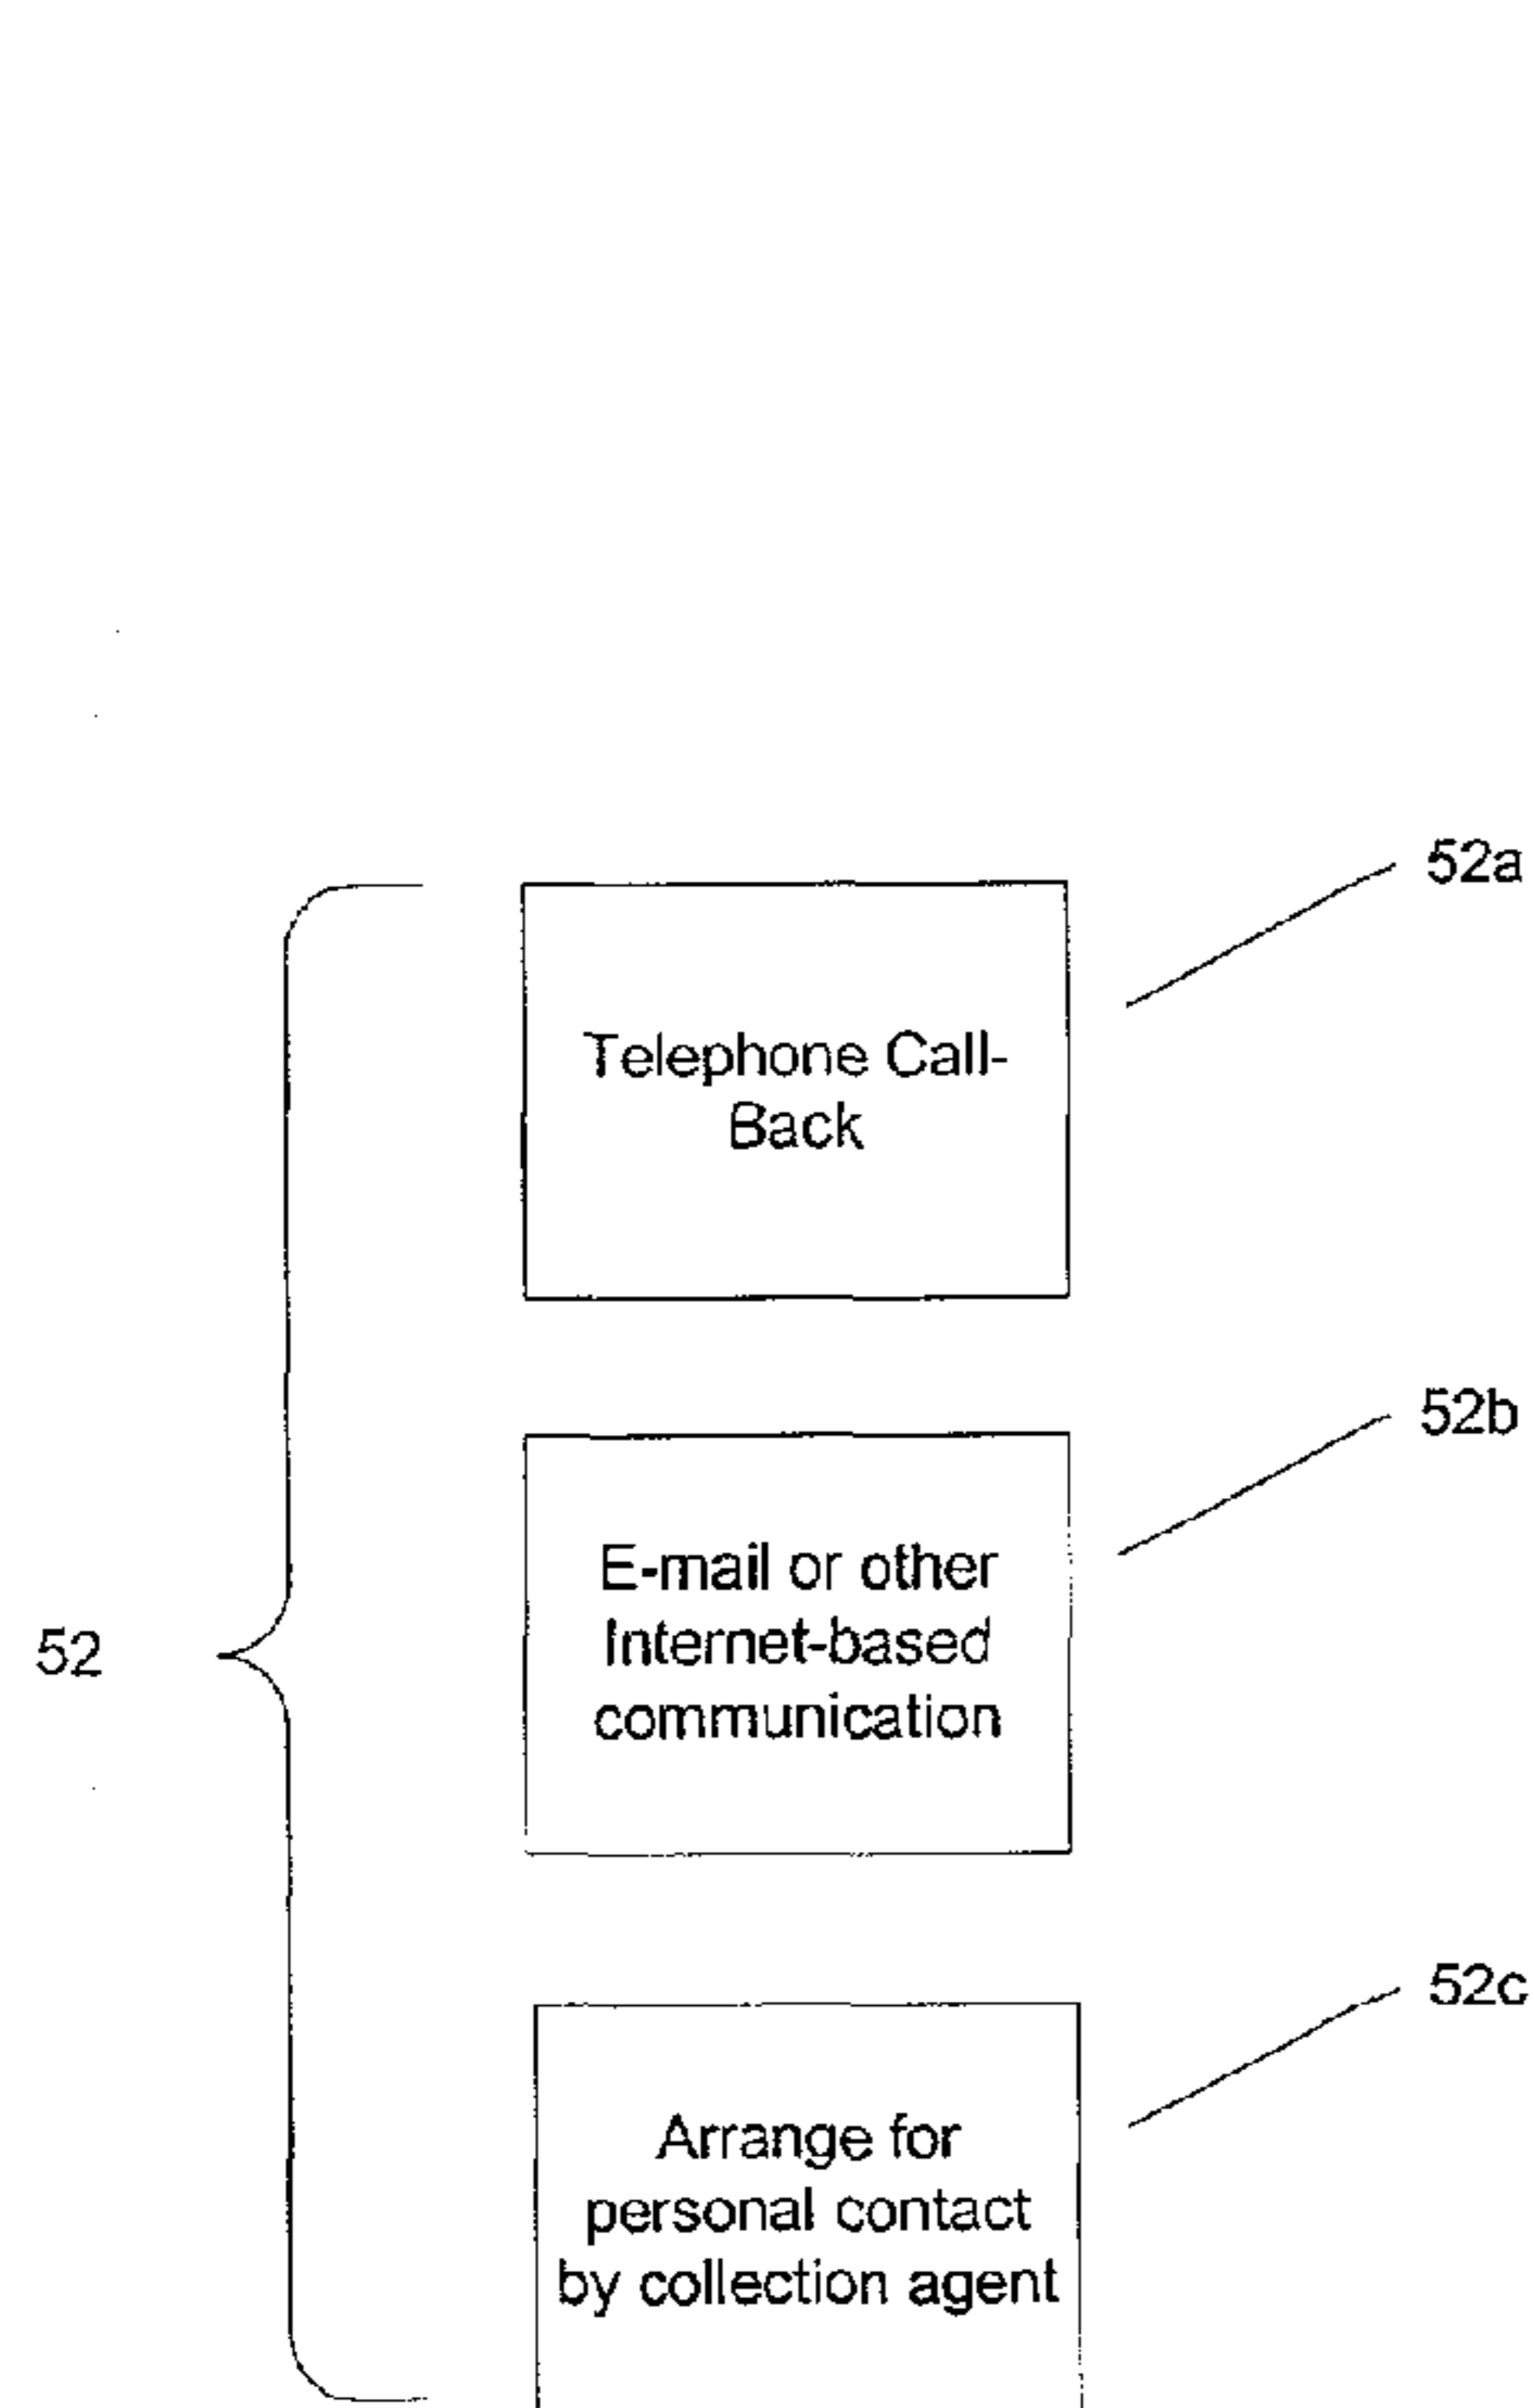 52a
Telephone Call-
Back
52b
E-mail or other
Internet-based
communication
52
52c
Arrange for
personal contact
by collection agent